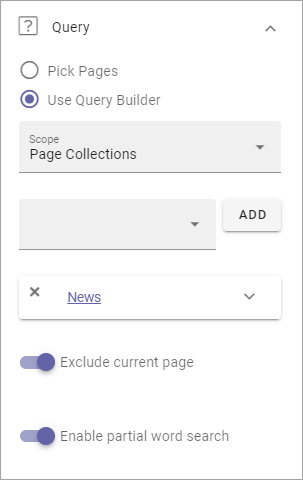 Query
Pick Pages
Use Query Builder
Scope
Page Collections
ADD
News
Exclude current page
Enable partial word search